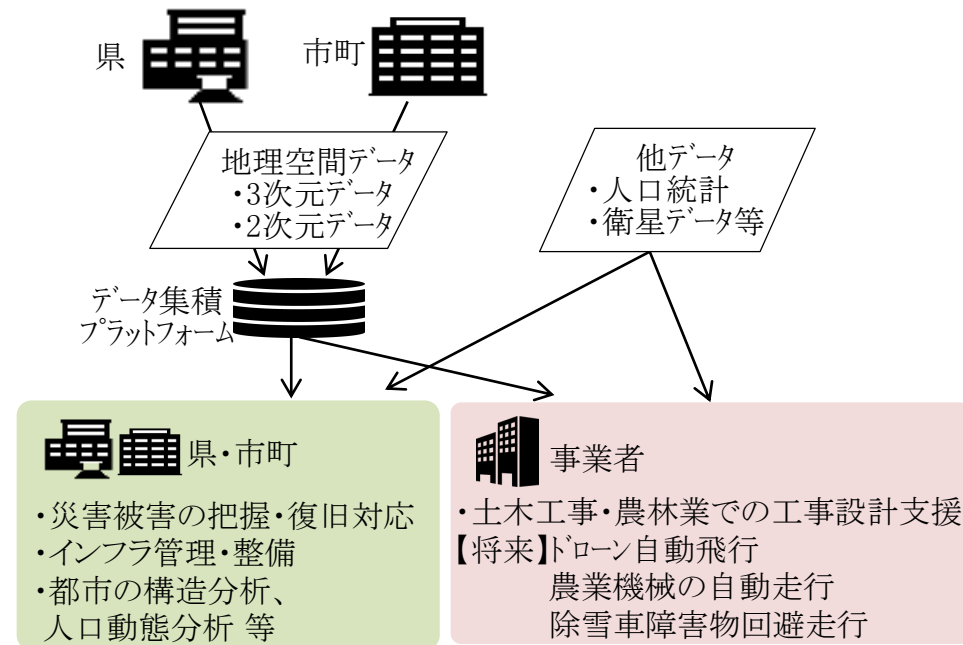 県
市町
地理空間データ
・3次元データ
・2次元データ
他データ
・人口統計
・衛星データ等
データ集積
プラットフォーム
県・市町
・災害被害の把握・復旧対応
・インフラ管理・整備
・都市の構造分析、
人口動態分析 等
事業者
・土木工事・農林業での工事設計支援
【将来】ドローン自動飛行
農業機械の自動走行
除雪車障害物回避走行